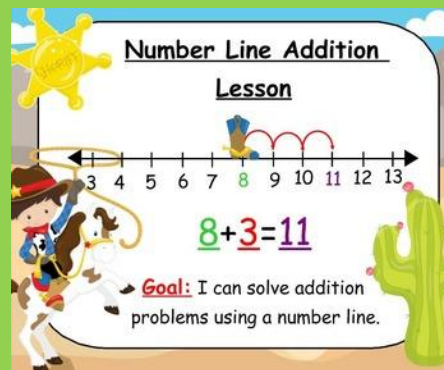 SHERIFF
Number Line Addition
Lesson
3 4 5 6 7 8 9 10 11 12 13
8+3=11
Goal: I can solve addition
problems using a number line.